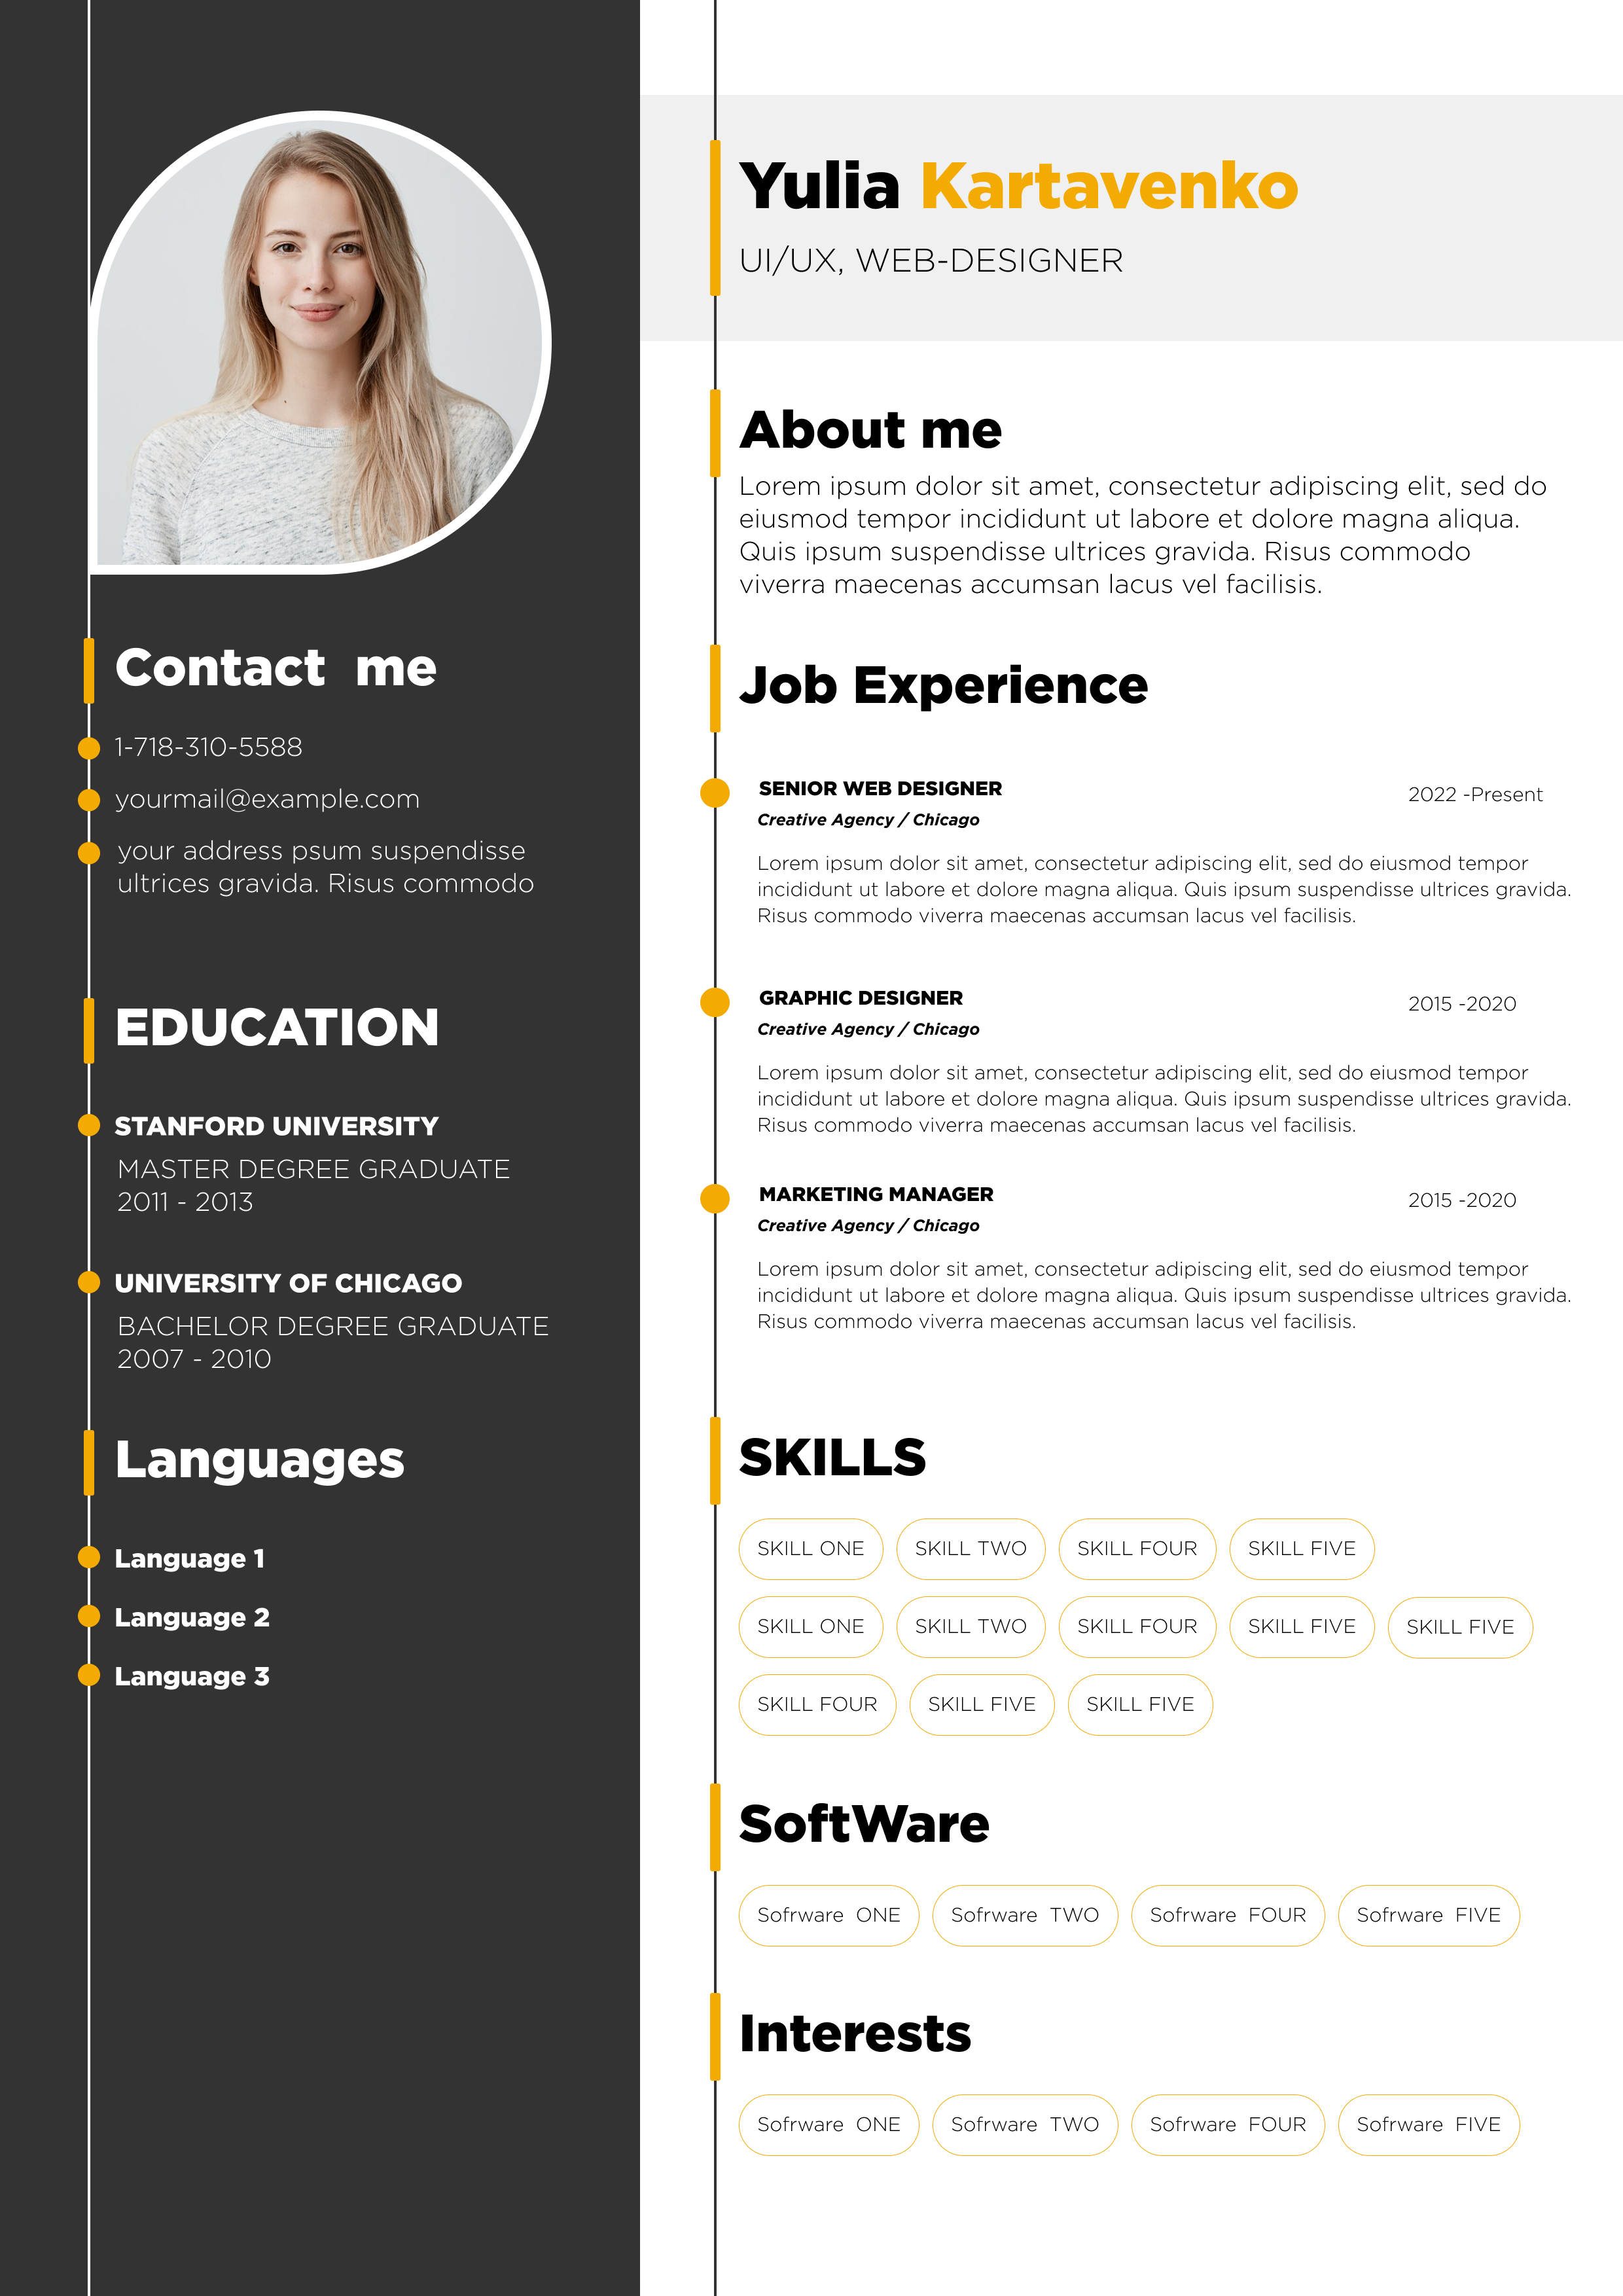 Yulia Kartavenko
UI/UX, WEB-DESIGNER
Contact  me
1-718-310-5588
yourmail@example.com
your address psum suspendisse
ultrices gravida. Risus commodo
EDUCATION
STANFORD UNIVERSITY
MASTER DEGREE GRADUATE
2011 - 2013
UNIVERSITY OF CHICAGO
BACHELOR DEGREE GRADUATE
2007 - 2010
Languages
Language 1
Language 2
Language 3
About me
Lorem ipsum dolor sit amet, consectetur adipiscing elit, sed do
eiusmod tempor incididunt ut labore et dolore magna aliqua.
Quis ipsum suspendisse ultrices gravida. Risus commodo
viverra maecenas accumsan lacus vel facilisis.
Job Experience
SENIOR WEB DESIGNER 2022 -Present
Creative Agency / Chicago
Lorem ipsum dolor sit amet, consectetur adipiscing elit, sed do eiusmod tempor
incididunt ut labore et dolore magna aliqua. Quis ipsum suspendisse ultrices gravida.
Risus commodo viverra maecenas accumsan lacus vel facilisis.
GRAPHIC DESIGNER 2015 -2020
Creative Agency / Chicago
Lorem ipsum dolor sit amet, consectetur adipiscing elit, sed do eiusmod tempor
incididunt ut labore et dolore magna aliqua. Quis ipsum suspendisse ultrices gravida.
Risus commodo viverra maecenas accumsan lacus vel facilisis.
MARKETING MANAGER 2015 -2020
Creative Agency / Chicago
Lorem ipsum dolor sit amet, consectetur adipiscing elit, sed do eiusmod tempor
incididunt ut labore et dolore magna aliqua. Quis ipsum suspendisse ultrices gravida.
Risus commodo viverra maecenas accumsan lacus vel facilisis.
SKILLS
SKILL ONE SKILL TWO SKILL FOUR SKILL FIVE
SKILL ONE SKILL TWO SKILL FOUR SKILL FIVE SKILL FIVE
SKILL FOUR SKILL FIVE SKILL FIVE
SoftWare
Sofrware  ONE Sofrware  TWO Sofrware  FOUR Sofrware  FIVE
Interests
Sofrware  ONE Sofrware  TWO Sofrware  FOUR Sofrware  FIVE